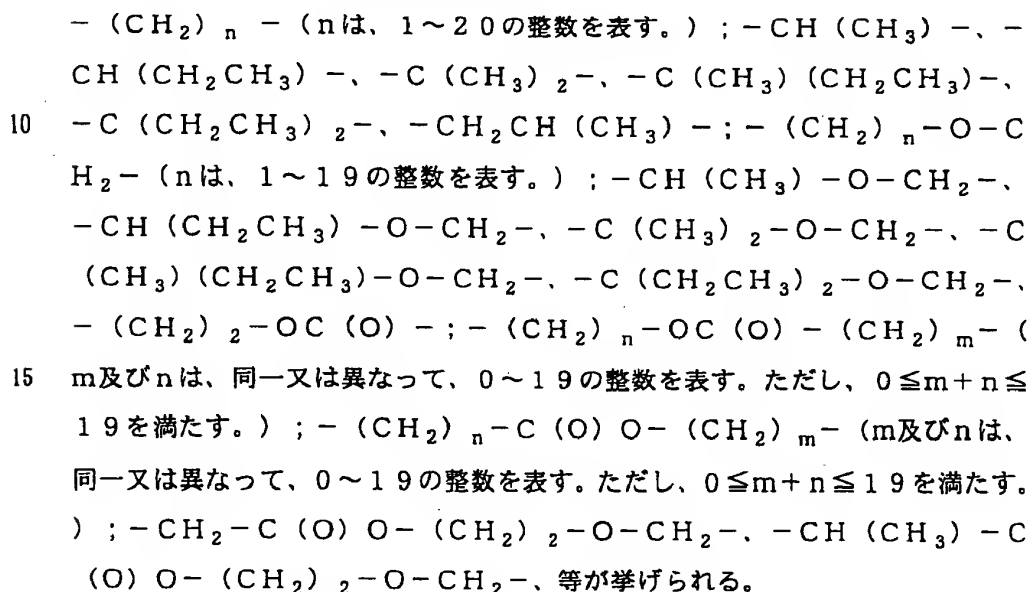 －（CH₂）ₙ－（nは、1～20の整数を表す。）；－CH（CH₃）－、－
CH（CH₂CH₃）－、－C（CH₃）₂－、－C（CH₃）（CH₂CH₃）－、
10 －C（CH₂CH₃）₂－、－CH₂CH（CH₃）－；－（CH₂）ₙ－O－C
H₂－（nは、1～19の整数を表す。）；－CH（CH₃）－O－CH₂－、
－CH（CH₂CH₃）－O－CH₂－、－C（CH₃）₂－O－CH₂－、－C
（CH₃）（CH₂CH₃）－O－CH₂－、－C（CH₂CH₃）₂－O－CH₂－、
－（CH₂）₂－OC（O）－；－（CH₂）ₙ－OC（O）－（CH₂）ₘ－（
15 m及びnは、同一又は異なって、0～19の整数を表す。ただし、0≦m＋n≦
19を満たす。）；－（CH₂）ₙ－C（O）O－（CH₂）ₘ－（m及びnは、
同一又は異なって、0～19の整数を表す。ただし、0≦m＋n≦19を満たす。
）；－CH₂－C（O）O－（CH₂）₂－O－CH₂－、－CH（CH₃）－C
（O）O－（CH₂）₂－O－CH₂－、等が挙げられる。